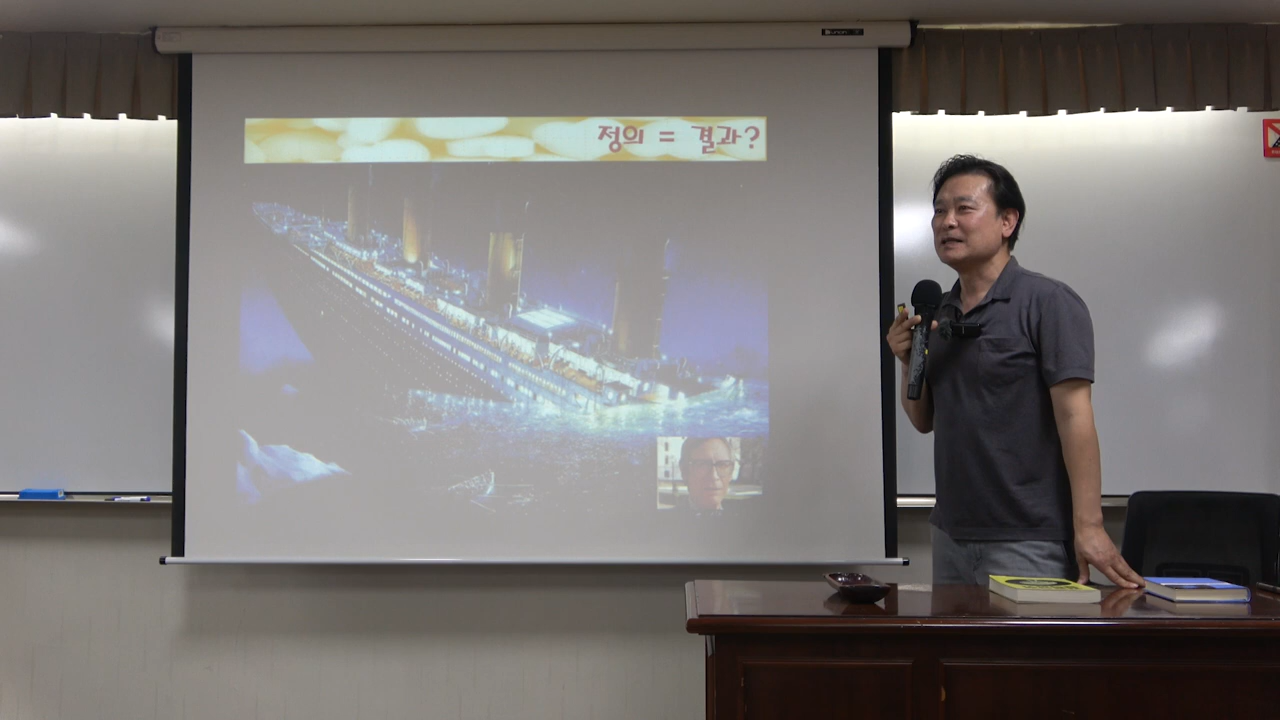 정의 = 결과?